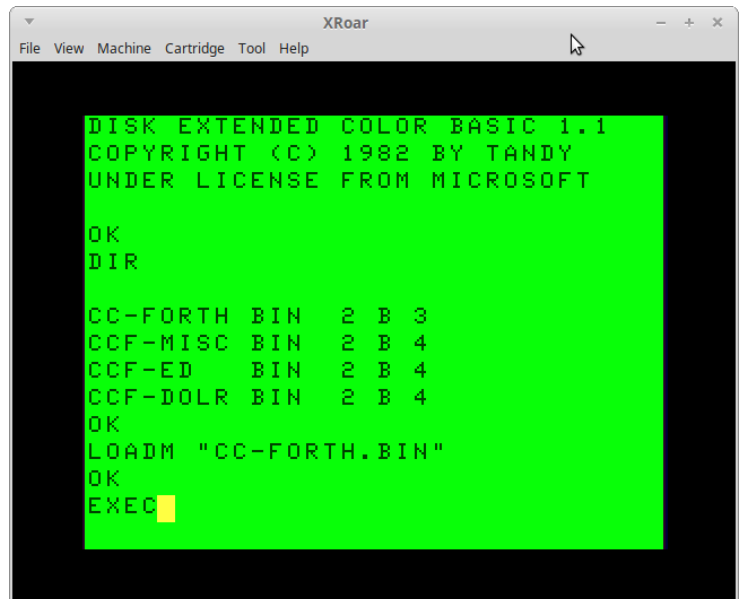 XRoar
File View Machine Cartridge Tool Help
DISK EXTENDED COLOR BASIC 1.1
COPYRIGHT (C) 1982 BY TANDY
UNDER LICENSE FROM MICROSOFT
OK
DIR
CC-FORTH BIN 2 B 3
CCF-MISC BIN 2 B 4
CCF-ED BIN 2 B 4
CCF-DOLR BIN 2 B 4
OK
LOADM "CC-FORTH.BIN"
OK
EXEC